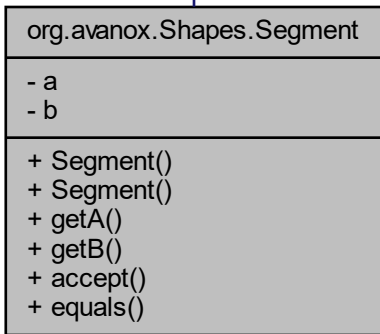 org.avanox.Shapes.Segment
- a
- b
+ Segment()
+ Segment()
+ getA()
+ getB()
+ accept()
+ equals()